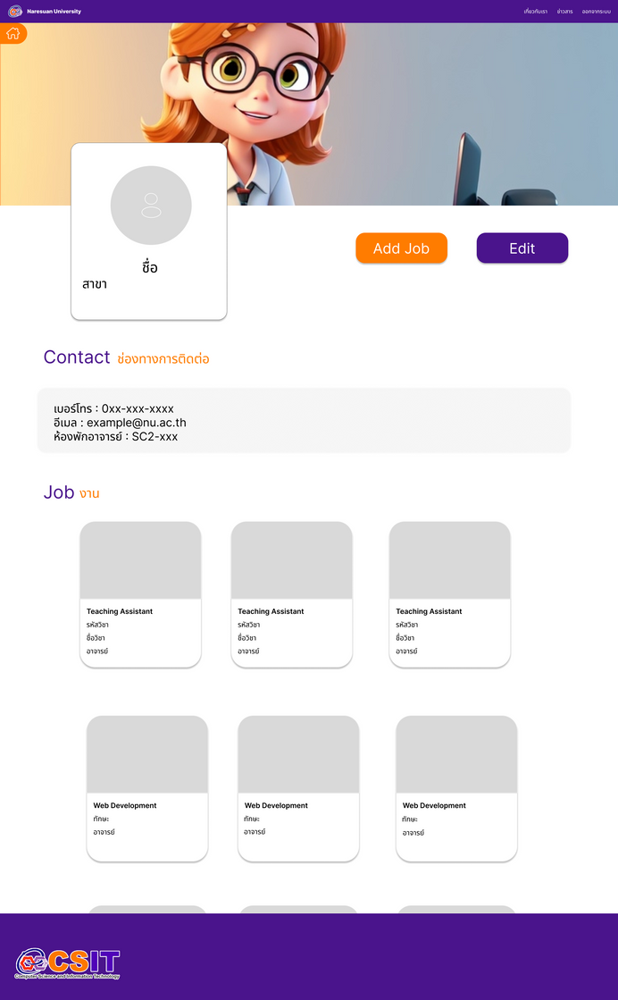 Naresuan University
เกี่ยวกับเรา ข่าวสาร ออกจากระบบ
ชื่อ
สาขา
Add Job
Edit
Contact ช่องทางการติดต่อ
เบอร์โทร : 0xx-xxx-xxxx
อีเมล : example@nu.ac.th
ห้องพักอาจารย์ : SC2-xxx
Job งาน
Teaching Assistant
รหัสวิชา
ชื่อวิชา
อาจารย์
Teaching Assistant
รหัสวิชา
ชื่อวิชา
อาจารย์
Teaching Assistant
รหัสวิชา
ชื่อวิชา
อาจารย์
Web Development
ทักษะ
อาจารย์
Web Development
ทักษะ
อาจารย์
Web Development
ทักษะ
อาจารย์
CSIT
Computer Science and Information Technology